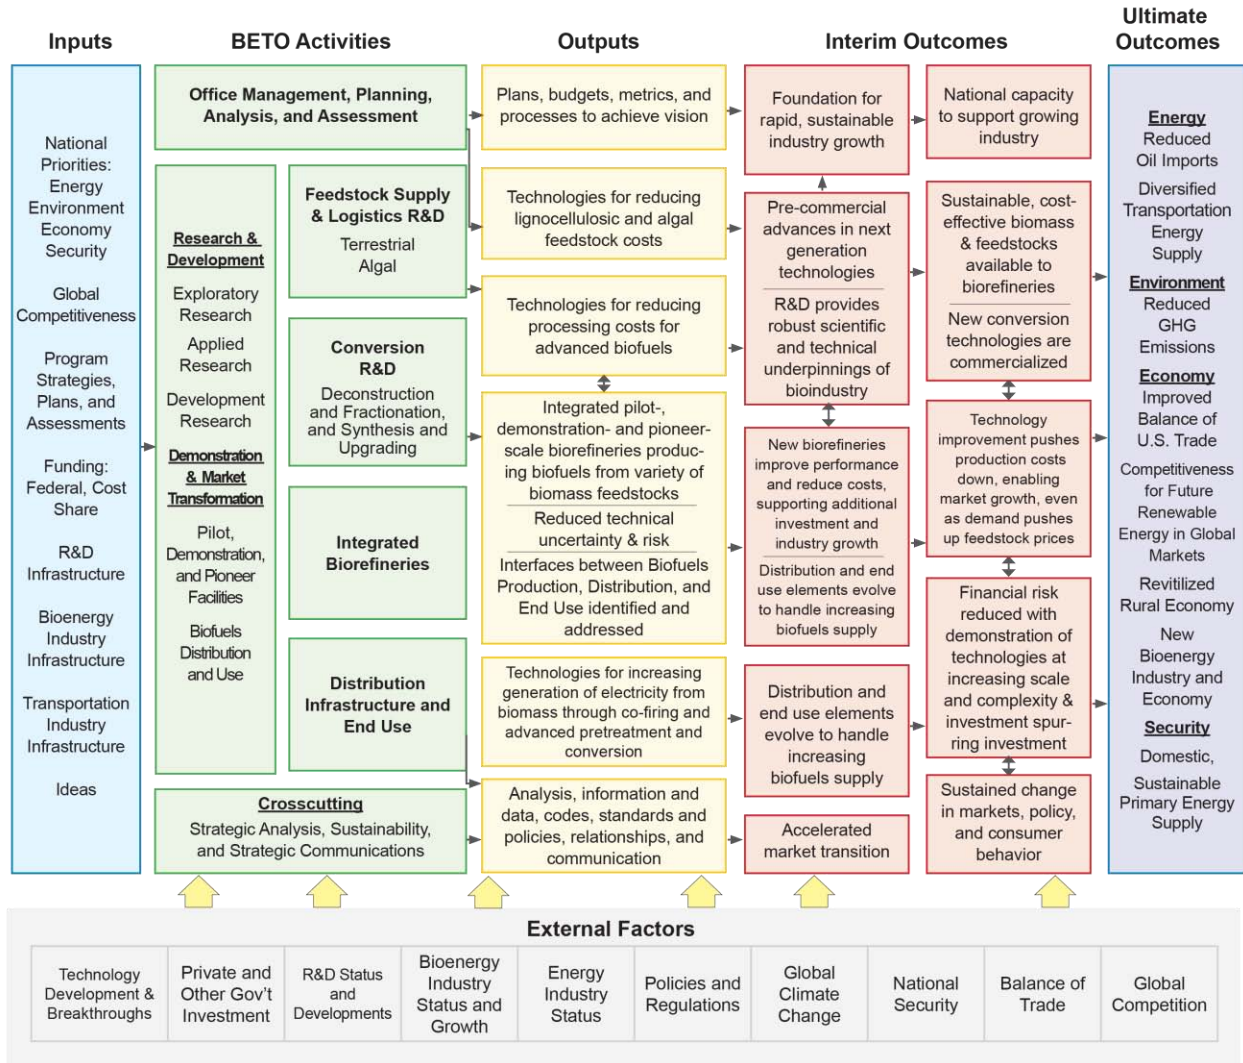 Inputs
BETO Activities
Outputs
Interim Outcomes
Ultimate
Outcomes
National
Priorities:
Energy
Environment
Economy
Security
Global
Competitiveness
Program
Strategies,
Plans, and
Assessments
Funding:
Federal, Cost
Share
R&D
Infrastructure
Bioenergy
Industry
Infrastructure
Transportation
Industry
Infrastructure
Ideas
Office Management, Planning,
Analysis, and Assessment
Research &
Development
Exploratory
Research
Applied
Research
Development
Research
Demonstration
& Market
Transformation
Pilot,
Demonstration,
and Pioneer
Facilities
Biofuels
Distribution
and Use
Feedstock Supply
& Logistics R&D
Terrestrial
Algal
Conversion
R&D
Deconstruction
and Fractionation,
and Synthesis and
Upgrading
Integrated
Biorefineries
Distribution
Infrastructure and
End Use
Crosscutting
Strategic Analysis, Sustainability,
and Strategic Communications
Plans, budgets, metrics, and
processes to achieve vision
Technologies for reducing
lignocellulosic and algal
feedstock costs
Technologies for reducing
processing costs for
advanced biofuels
Integrated pilot-,
demonstration- and pioneer-
scale biorefineries produc-
ing biofuels from variety of
biomass feedstocks
Reduced technical
uncertainty & risk
Interfaces between Biofuels
Production, Distribution, and
End Use identified and
addressed
Technologies for increasing
generation of electricity from
biomass through co-firing and
advanced pretreatment and
conversion
Analysis, information and
data, codes, standards and
policies, relationships, and
communication
Foundation for
rapid, sustainable
industry growth
Pre-commercial
advances in next
generation
technologies
R&D provides
robust scientific
and technical
underpinnings of
bioindustry
New biorefineries
improve performance
and reduce costs,
supporting additional
investment and
industry growth
Distribution and end
use elements evolve
to handle increasing
biofuels supply
Distribution and
end use elements
evolve to handle
increasing
biofuels supply
Accelerated
market transition
National capacity
to support growing
industry
Sustainable, cost-
effective biomass
& feedstocks
available to
biorefineries
New conversion
technologies are
commercialized
Technology
improvement pushes
production costs
down, enabling
market growth, even
as demand pushes
up feedstock prices
Financial risk
reduced with
demonstration of
technologies at
increasing scale
and complexity &
investment spur-
ring investment
Sustained change
in markets, policy,
and consumer
behavior
Energy
Reduced
Oil Imports
Diversified
Transportation
Energy
Supply
Environment
Reduced
GHG
Emissions
Economy
Improved
Balance of
U.S. Trade
Competitiveness
for Future
Renewable
Energy in Global
Markets
Revitilized
Rural Economy
New
Bioenergy
Industry and
Economy
Security
Domestic,
Sustainable
Primary Energy
Supply
External Factors
Technology
Development &
Breakthroughs
Private and
Other Gov't
Investment
R&D Status
and
Developments
Bioenergy
Industry
Status and
Growth
Energy
Industry
Status
Policies and
Regulations
Global
Climate
Change
National
Security
Balance of
Trade
Global
Competition